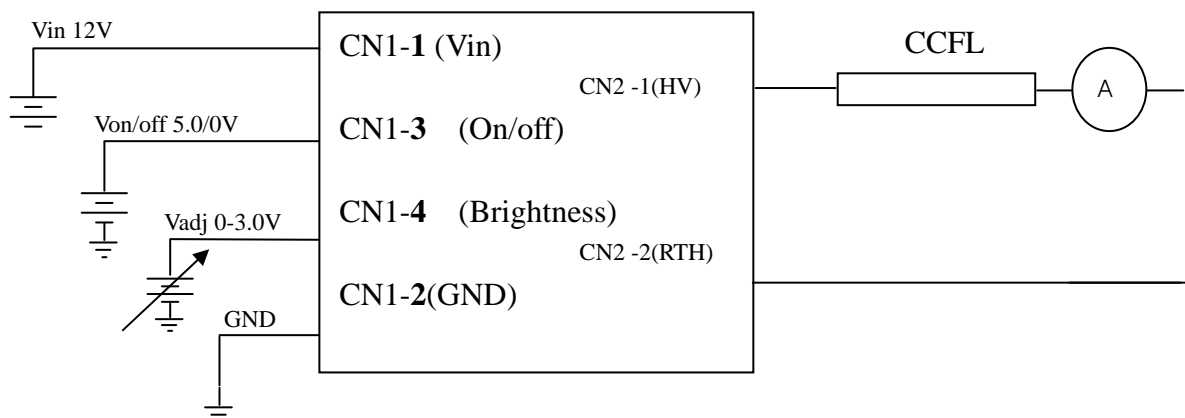 Vin 12V
CN1-1 (Vin)
CCFL
CN2 -1(HV)
A
Von/off 5.0/0V
CN1-3 (On/off)
Vadj 0-3.0V
CN1-4 (Brightness)
CN2 -2(RTH)
CN1-2(GND)
GND